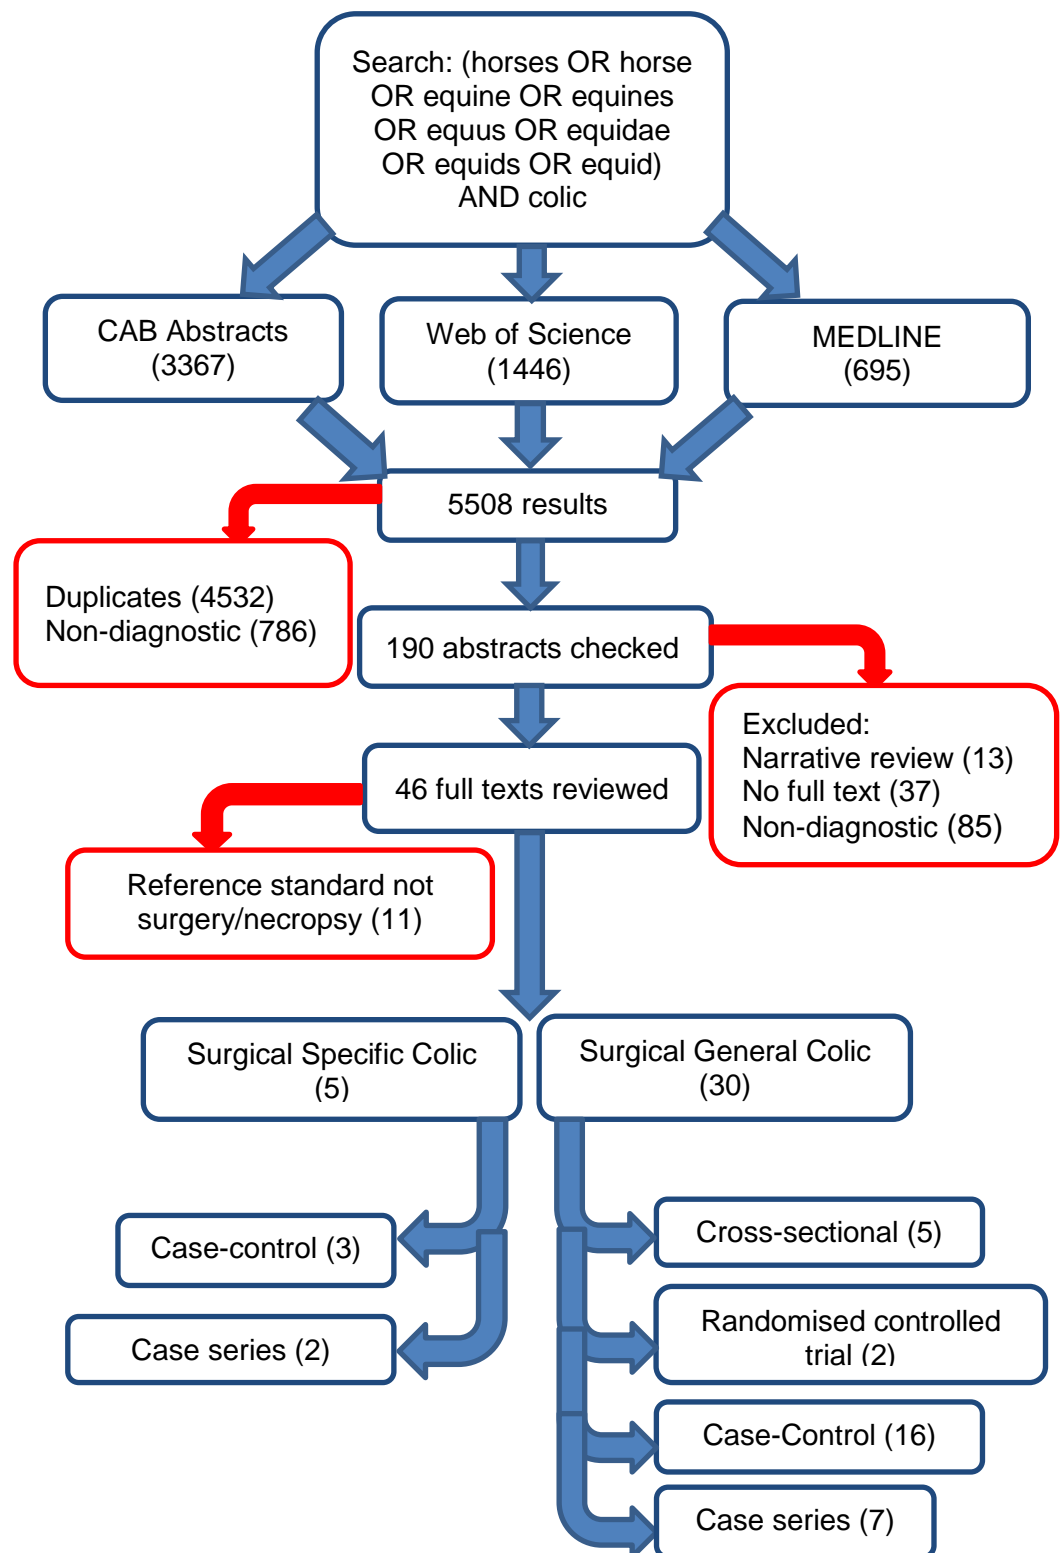 Search: (horses OR horse
OR equine OR equines
OR equus OR equidae
OR equids OR equid)
AND colic
CAB Abstracts
(3367)
Web of Science
(1446)
MEDLINE
(695)
5508 results
Duplicates (4532)
Non-diagnostic (786)
190 abstracts checked
Excluded:
Narrative review (13)
No full text (37)
Non-diagnostic (85)
46 full texts reviewed
Reference standard not
surgery/necropsy (11)
Surgical Specific Colic
(5)
Surgical General Colic
(30)
Case-control (3)
Case series (2)
Cross-sectional (5)
Randomised controlled
trial (2)
Case-Control (16)
Case series (7)